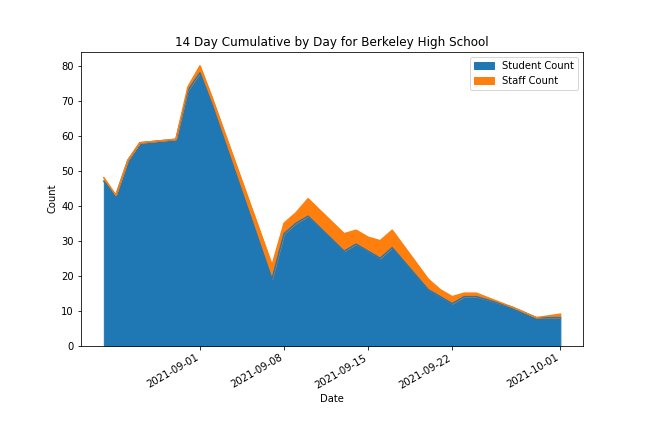 14 Day Cumulative by Day for Berkeley High School
Student Count
Staff Count
Count
80
70
60
50
40
30
20
10
0
2021-09-01
2021-09-08
2021-09-15
2021-09-22
2021-10-01
Date